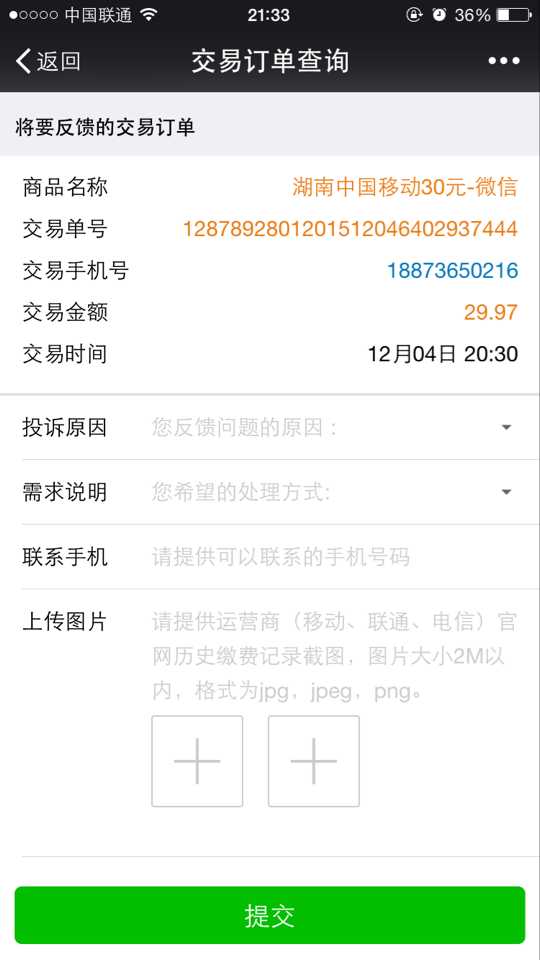 中国联通 21:33 36%
返回 交易订单查询
将要反馈的交易订单
商品名称 湖南中国移动30元-微信
交易单号 1287892801201512046402937444
交易手机号 18873650216
交易金额 29.97
交易时间 12月04日 20:30
投诉原因 您反馈问题的原因：
需求说明 您希望的处理方式:
联系手机 请提供可以联系的手机号码
上传图片 请提供运营商（移动、联通、电信）官
网历史缴费记录截图，图片大小2M以
内，格式为jpg，jpeg，png。
提交